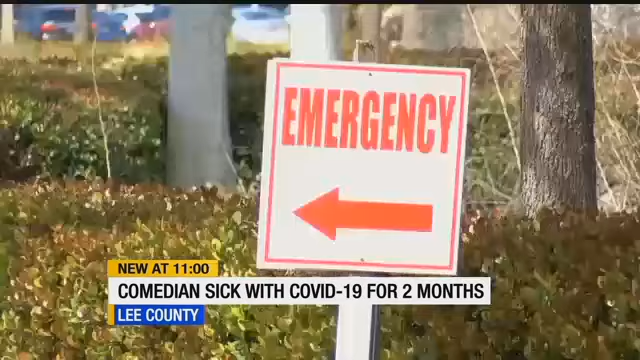 EMERGENCY
NEW AT 11:00
COMEDIAN SICK WITH COVID-19 FOR 2 MONTHS
LEE COUNTY